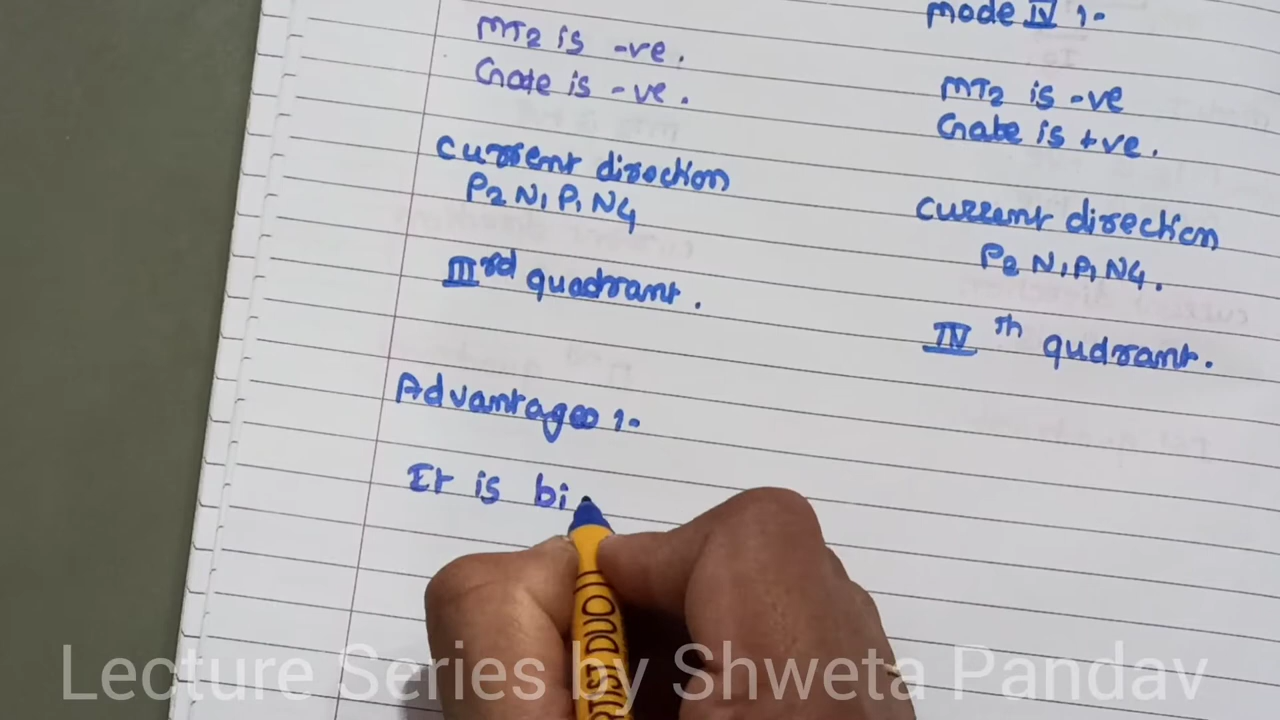 MT2 is -ve.
Gate is -ve.
current direction
P2 N1 P1 N4
IIIrd quadrant.
Mode IV :-
MT2 is -ve
Gate is +ve.
current direction
P2 N1 P1 N4.
IVth qudrant.
Advantages :-
It is bi
ARTIST DUO
Lecture Series by Shweta Pandav